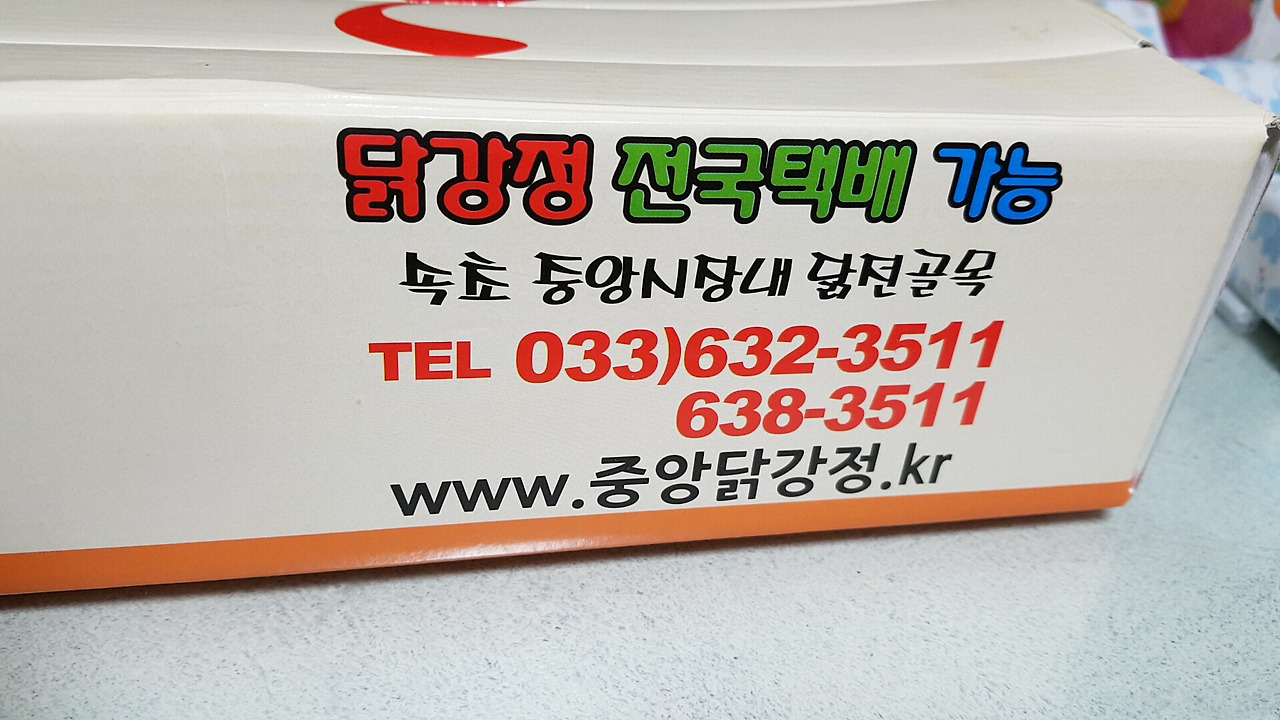 닭강정 전국택배 가능
속초 중앙시장내 닭전골목
TEL 033)632-3511
638-3511
www.중앙닭강정.kr